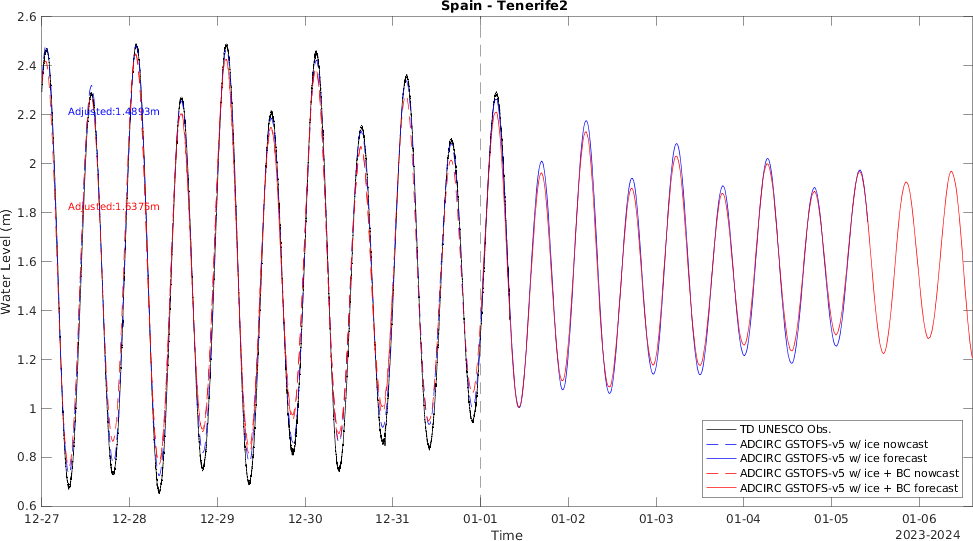 Spain - Tenerife2
2.6
2.4
2.2
2
1.8
1.6
1.4
1.2
1
0.8
0.6
Water Level (m)
Adjusted:1.4893m
Adjusted:1.5375m
TD UNESCO Obs.
ADCIRC GSTOFS-v5 w/ ice nowcast
ADCIRC GSTOFS-v5 w/ ice forecast
ADCIRC GSTOFS-v5 w/ ice + BC nowcast
ADCIRC GSTOFS-v5 w/ ice + BC forecast
12-27 12-28 12-29 12-30 12-31 01-01 01-02 01-03 01-04 01-05 01-06
Time
2023-2024